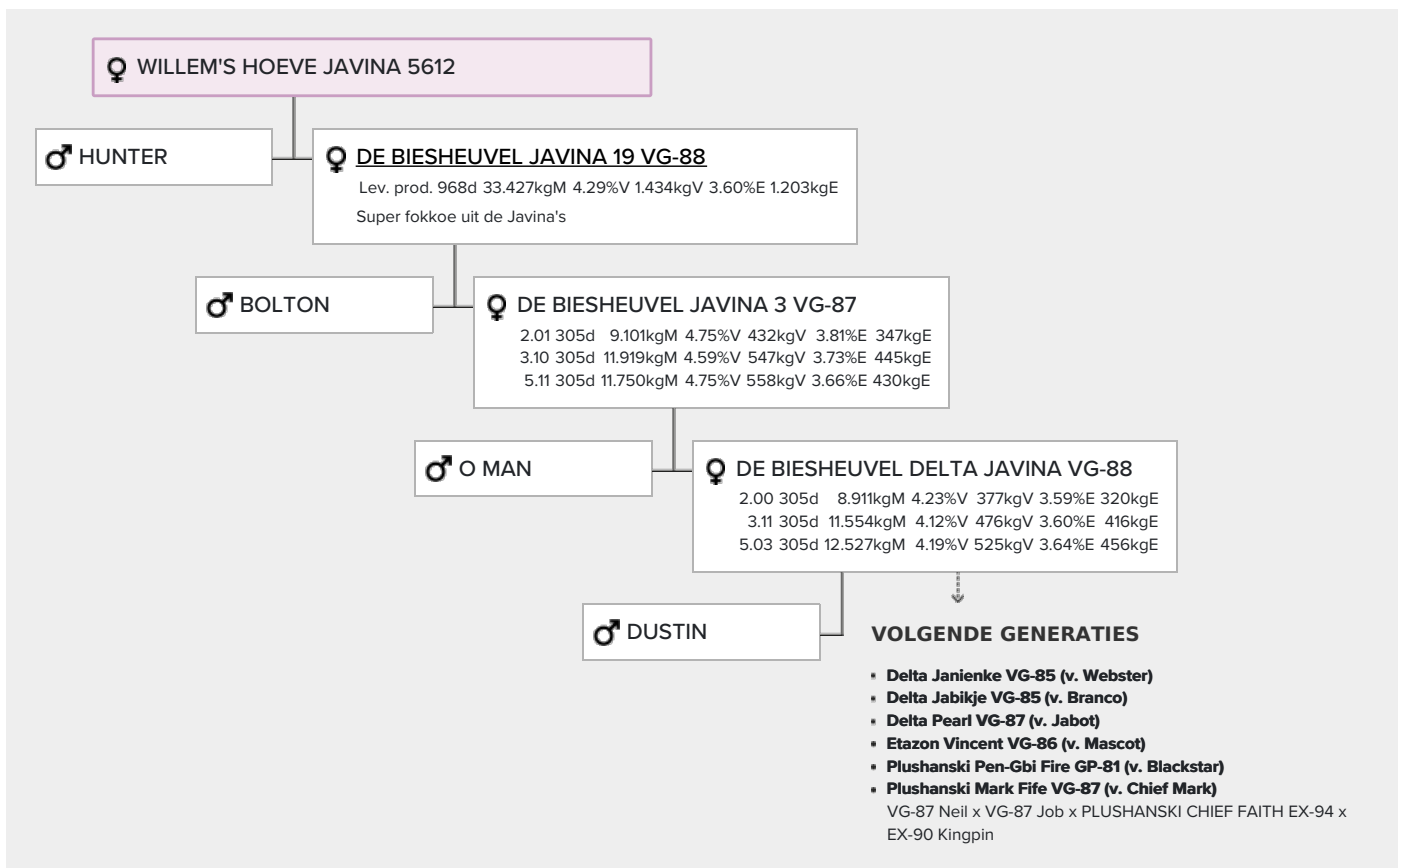 WILLEM'S HOEVE JAVINA 5612
HUNTER
DE BIESHEUVEL JAVINA 19 VG-88
Lev. prod. 968d 33.427kgM 4.29%V 1.434kgV 3.60%E 1.203kgE
Super fokkoe uit de Javina's
BOLTON
DE BIESHEUVEL JAVINA 3 VG-87
2.01 305d 9.101kgM 4.75%V 432kgV 3.81%E 347kgE
3.10 305d 11.919kgM 4.59%V 547kgV 3.73%E 445kgE
5.11 305d 11.750kgM 4.75%V 558kgV 3.66%E 430kgE
O MAN
DE BIESHEUVEL DELTA JAVINA VG-88
2.00 305d 8.911kgM 4.23%V 377kgV 3.59%E 320kgE
3.11 305d 11.554kgM 4.12%V 476kgV 3.60%E 416kgE
5.03 305d 12.527kgM 4.19%V 525kgV 3.64%E 456kgE
DUSTIN
VOLGENDE GENERATIES
Delta Janienke VG-85 (v. Webster)
Delta Jabikje VG-85 (v. Branco)
Delta Pearl VG-87 (v. Jabot)
Etazon Vincent VG-86 (v. Mascot)
Plushanski Pen-Gbi Fire GP-81 (v. Blackstar)
Plushanski Mark Fife VG-87 (v. Chief Mark)
VG-87 Neil x VG-87 Job x PLUSHANSKI CHIEF FAITH EX-94 x
EX-90 Kingpin